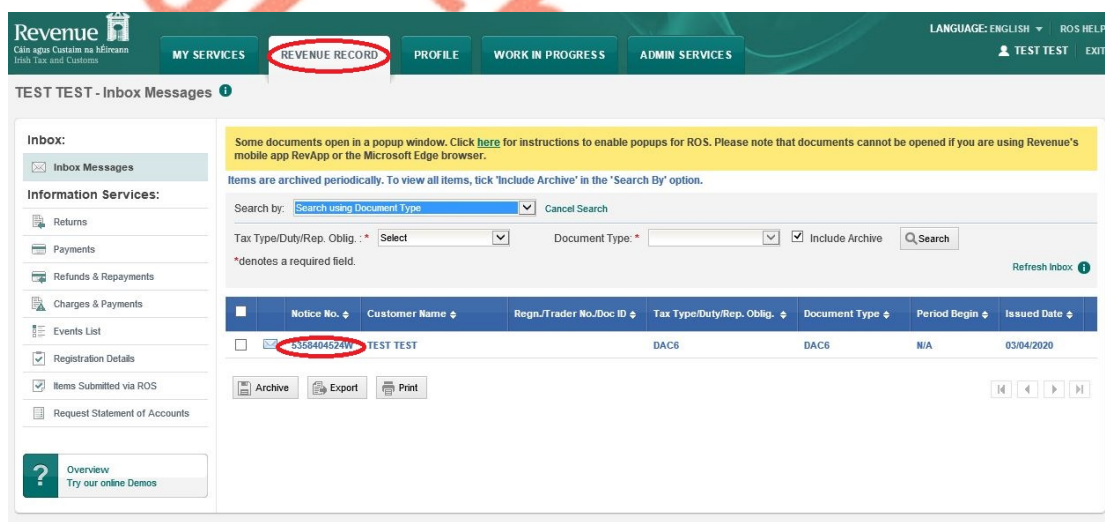 Revenue
Cáin agus Custaim na hÉireann
Irish Tax and Customs
MY SERVICES REVENUE RECORD PROFILE WORK IN PROGRESS ADMIN SERVICES
LANGUAGE: ENGLISH ROS HELP
TEST TEST EXIT
TEST TEST - Inbox Messages
Inbox:
Inbox Messages
Information Services:
Returns
Payments
Refunds & Repayments
Charges & Payments
Events List
Registration Details
Items Submitted via ROS
Request Statement of Accounts
?
Overview
Try our online Demos
Some documents open in a popup window. Click here for instructions to enable popups for ROS. Please note that documents cannot be opened if you are using Revenue's
mobile app RevApp or the Microsoft Edge browser.
Items are archived periodically. To view all items, tick 'Include Archive' in the 'Search By' option.
Search by: Search using Document Type Cancel Search
Tax Type/Duty/Rep. Oblig. : * Select Document Type: * Include Archive Search
*denotes a required field.
Refresh Inbox
Notice No. Customer Name Regn./Trader No./Doc ID Tax Type/Duty/Rep. Oblig. Document Type Period Begin Issued Date
5358404524W TEST TEST DAC6 DAC6 N/A 03/04/2020
Archive Export Print